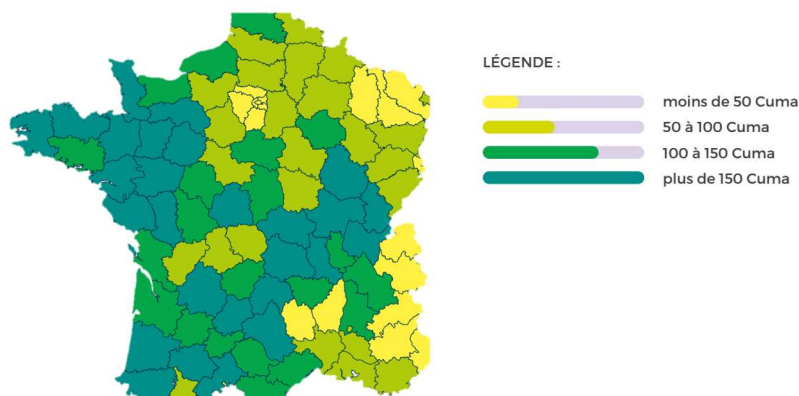 LÉGENDE :
moins de 50 Cuma
50 à 100 Cuma
100 à 150 Cuma
plus de 150 Cuma